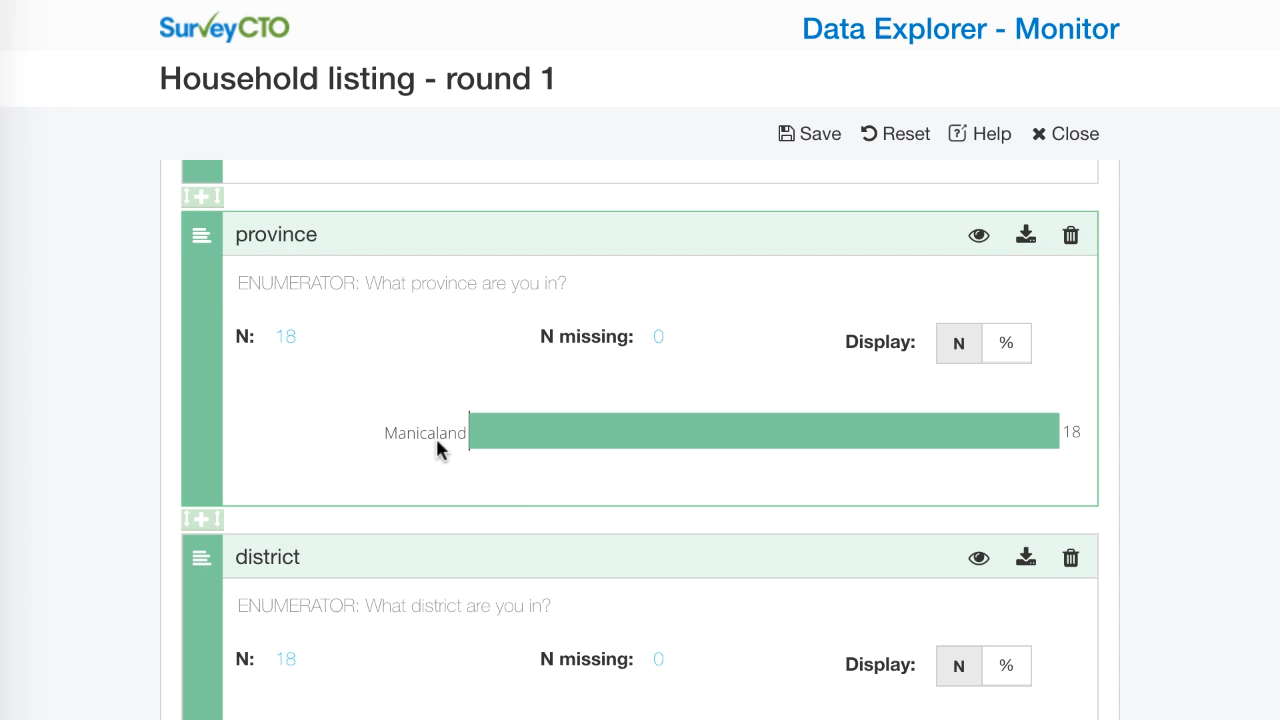 SurveyCTO
Data Explorer - Monitor
Household listing - round 1
Save Reset Help Close
province
ENUMERATOR: What province are you in?
N: 18 N missing: 0 Display: N %
Manicaland 18
district
ENUMERATOR: What district are you in?
N: 18 N missing: 0 Display: N %